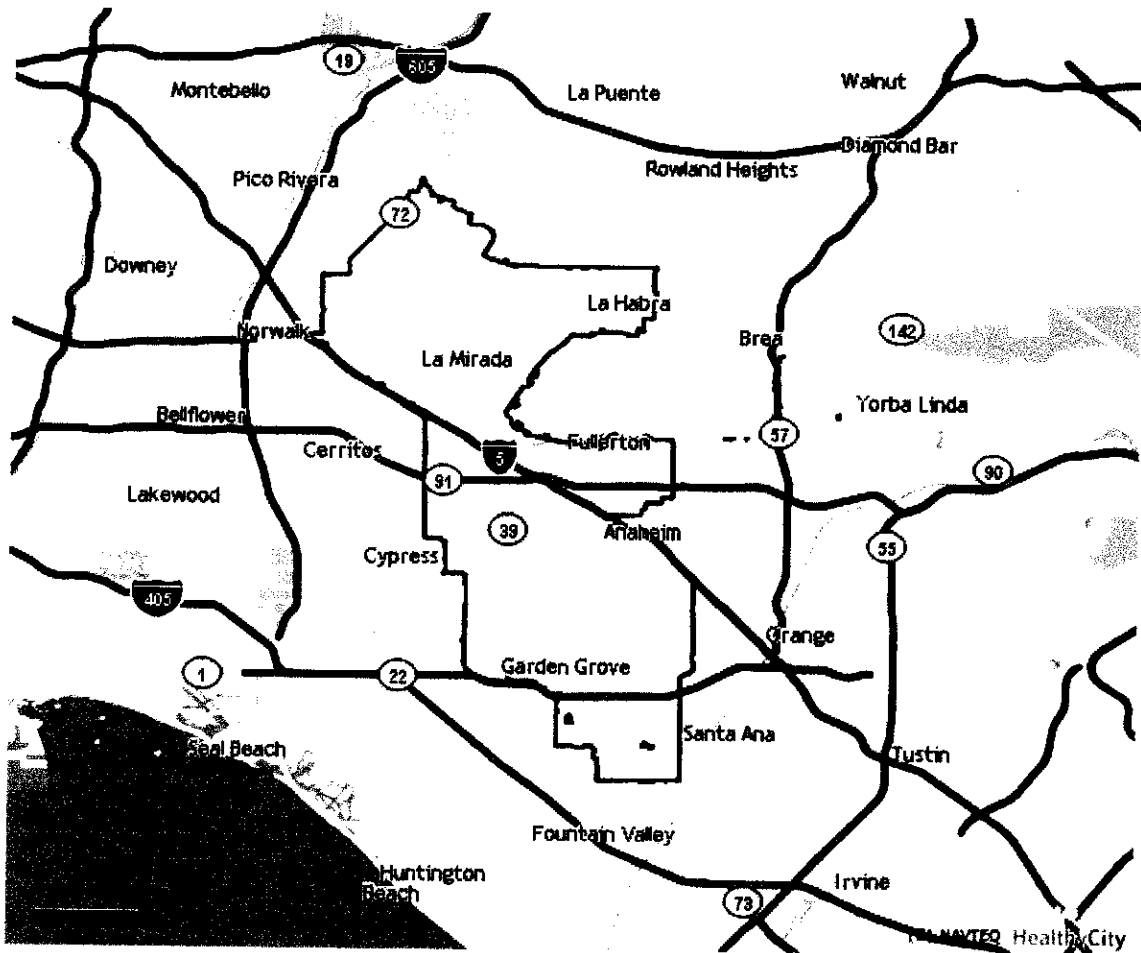 19
605
Montebello
La Puente
Walnut
Diamond Bar
Rowland Heights
Pico Rivera
72
Downey
La Habra
Norwalk
Brea
142
La Mirada
Yorba Linda
Bellflower
Cerritos
Fullerton
57
5
90
91
Lakewood
39
Anaheim
55
Cypress
405
Orange
1
22
Garden Grove
Seal Beach
Santa Ana
Tustin
Fountain Valley
Huntington
Beach
Irvine
73
NAVTEQ HealthyCity